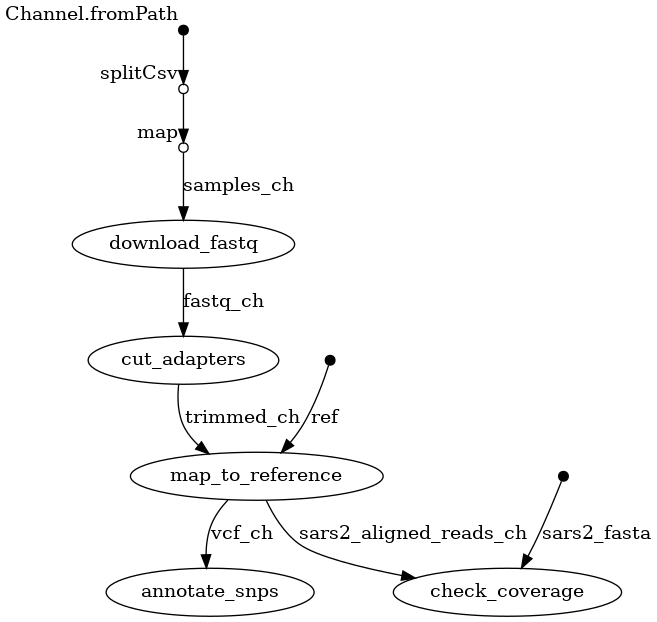 Channel.fromPath
splitCsv
map
samples_ch
download_fastq
fastq_ch
cut_adapters
trimmed_ch
ref
map_to_reference
vcf_ch
sars2_aligned_reads_ch
sars2_fasta
annotate_snps
check_coverage